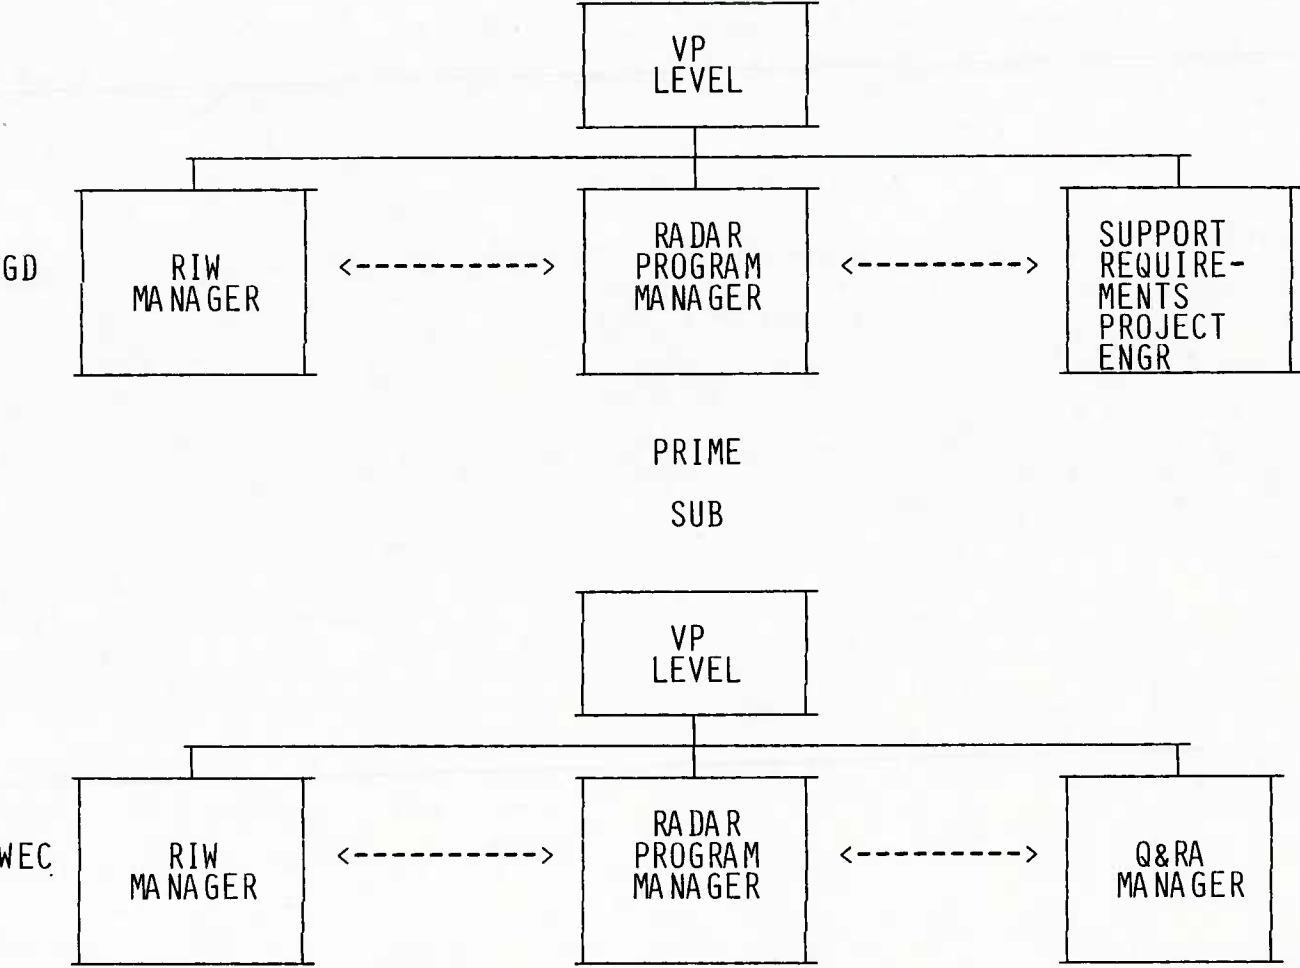 VP
LEVEL
GD
RIW
MANAGER
<---------->
RADAR
PROGRAM
MANAGER
<--------->
SUPPORT
REQUIRE-
MENTS
PROJECT
ENGR
PRIME
SUB
VP
LEVEL
WEC
RIW
MANAGER
<---------->
RADAR
PROGRAM
MANAGER
<--------->
Q&RA
MANAGER